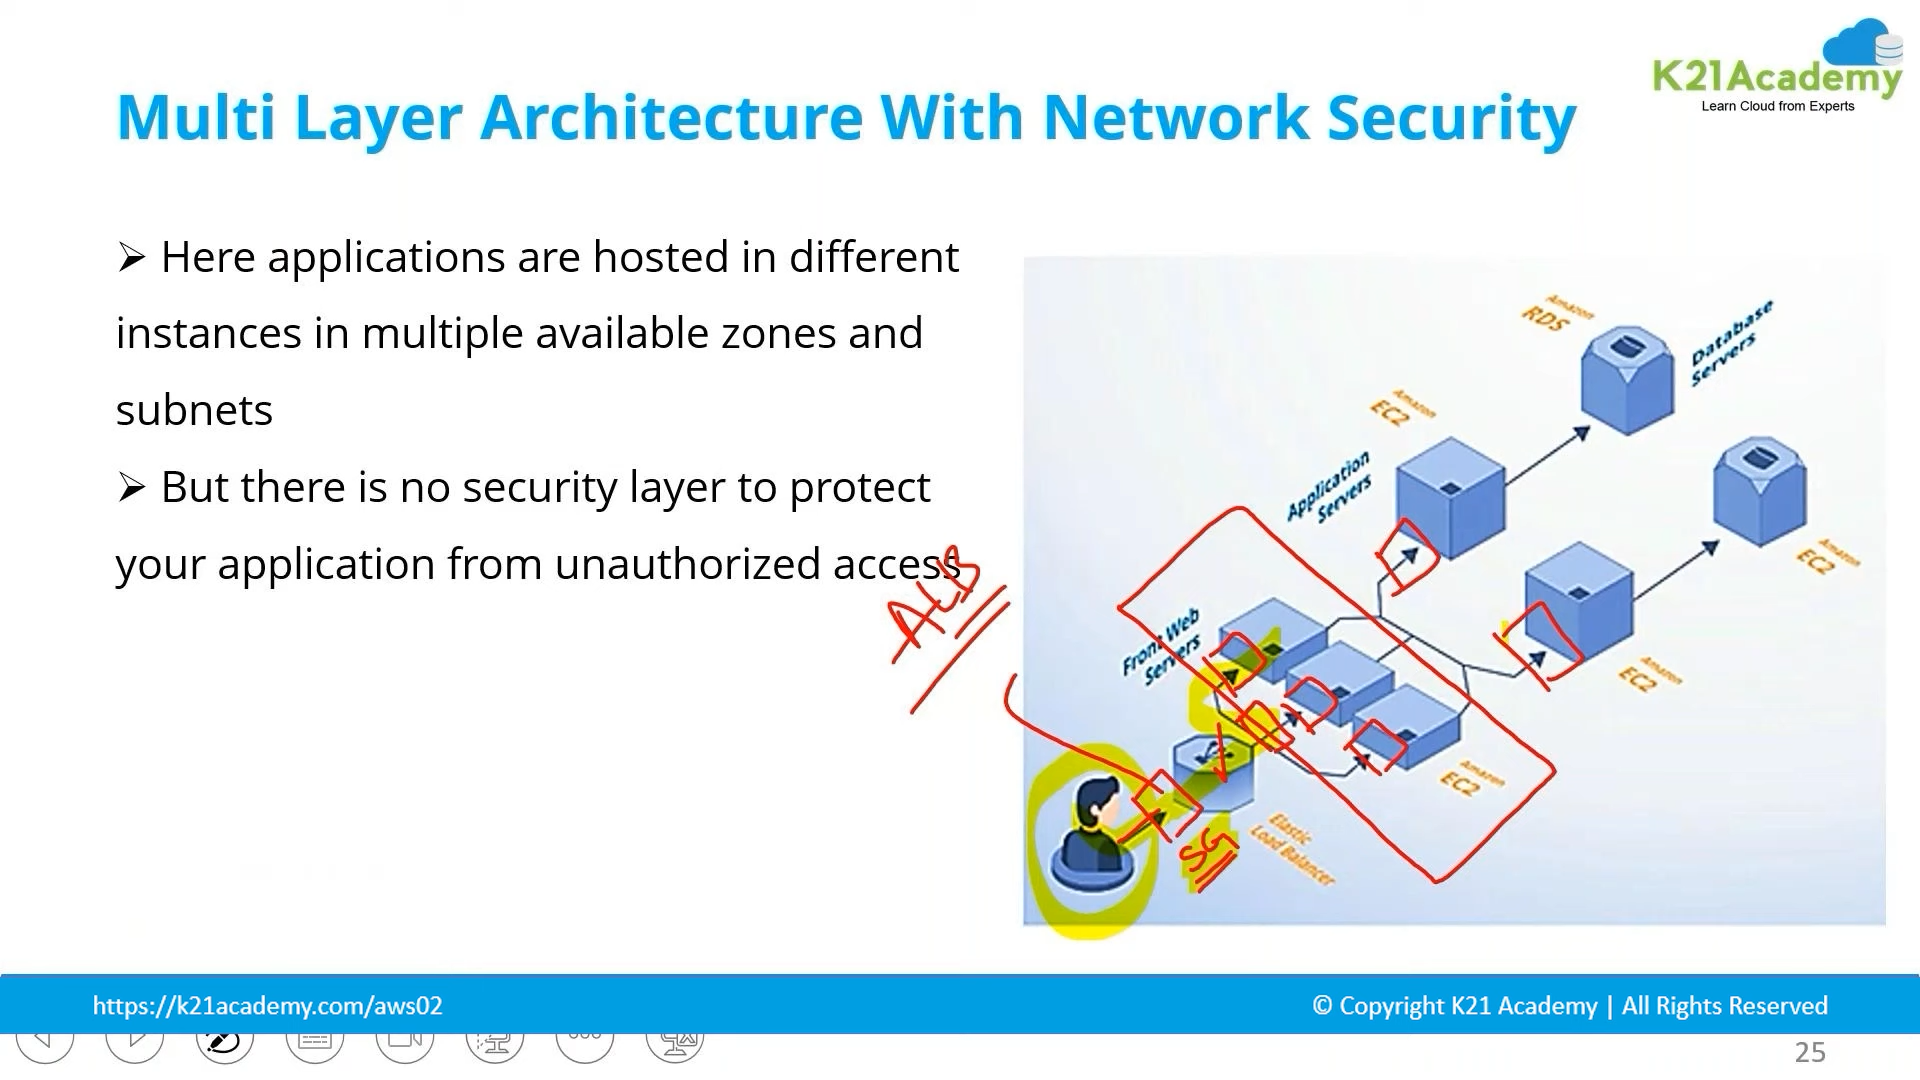 K21Academy
Learn Cloud from Experts
Multi Layer Architecture With Network Security
➢ Here applications are hosted in different
instances in multiple available zones and
subnets
➢ But there is no security layer to protect
your application from unauthorized access
ALB
Amazon
RDS
Database
Servers
Amazon
EC2
Application
Servers
Amazon
EC2
Front Web
Servers
Amazon
EC2
Amazon
EC2
SG
Elastic
Load Balancer
https://k21academy.com/aws02
© Copyright K21 Academy | All Rights Reserved
25